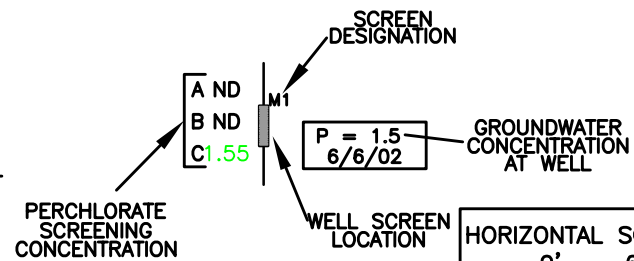 SCREEN
DESIGNATION
A ND
M1
B ND
C 1.55
P = 1.5
6/6/02
GROUNDWATER
CONCENTRATION
AT WELL
PERCHLORATE
SCREENING
CONCENTRATION
WELL SCREEN
LOCATION
HORIZONTAL